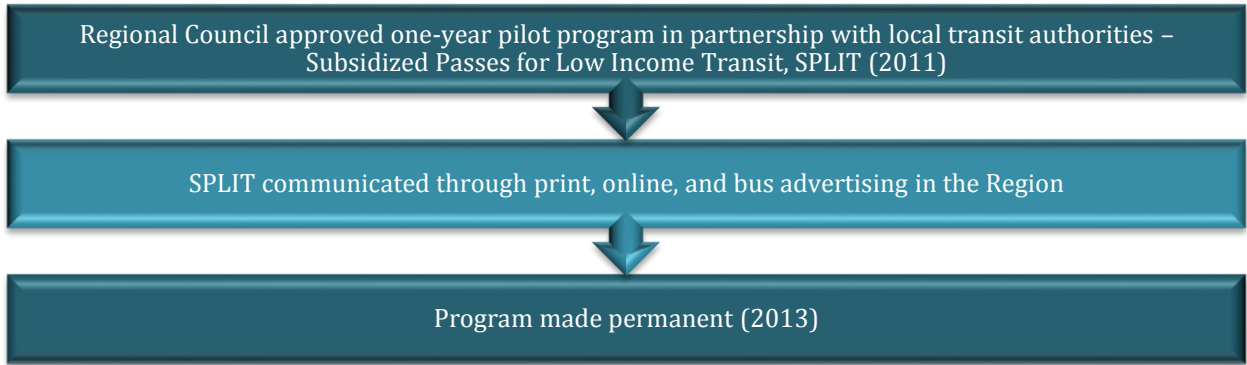 Regional Council approved one-year pilot program in partnership with local transit authorities –
Subsidized Passes for Low Income Transit, SPLIT (2011)
SPLIT communicated through print, online, and bus advertising in the Region
Program made permanent (2013)